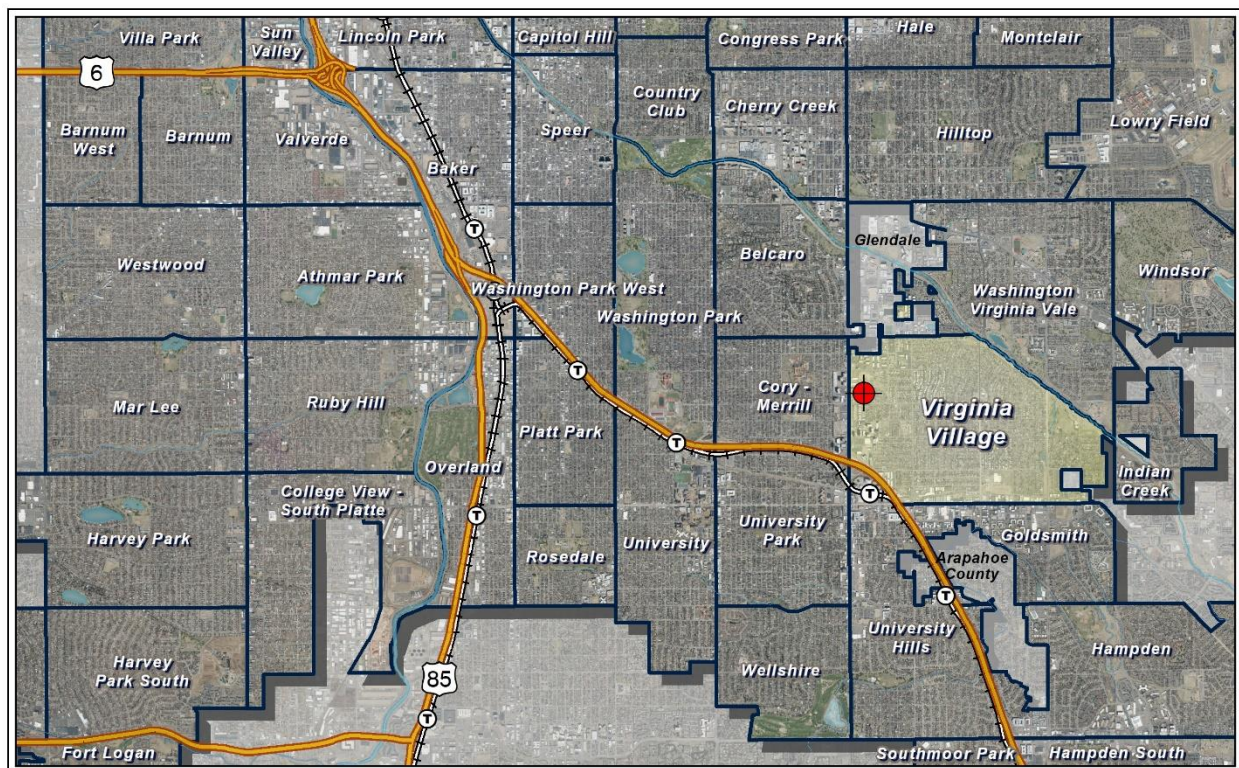 Villa Park
Sun
Valley
Lincoln Park
Capitol Hill
Congress Park
Hale
Montclair
6
Barnum
West
Barnum
Valverde
Baker
Speer
Country
Club
Cherry Creek
Hilltop
Lowry Field
T
Westwood
Athmar Park
Washington Park West
Washington Park
Belcaro
Glendale
Washington
Virginia Vale
Windsor
Mar Lee
Ruby Hill
Platt Park
T
T
Cory -
Merrill
Virginia
Village
Indian
Creek
Overland
College View -
South Platte
Harvey Park
T
Rosedale
University
University
Park
T
Goldsmith
Arapahoe
County
T
Harvey
Park South
85
T
Wellshire
University
Hills
Hampden
Fort Logan
Southmoor Park
Hampden South